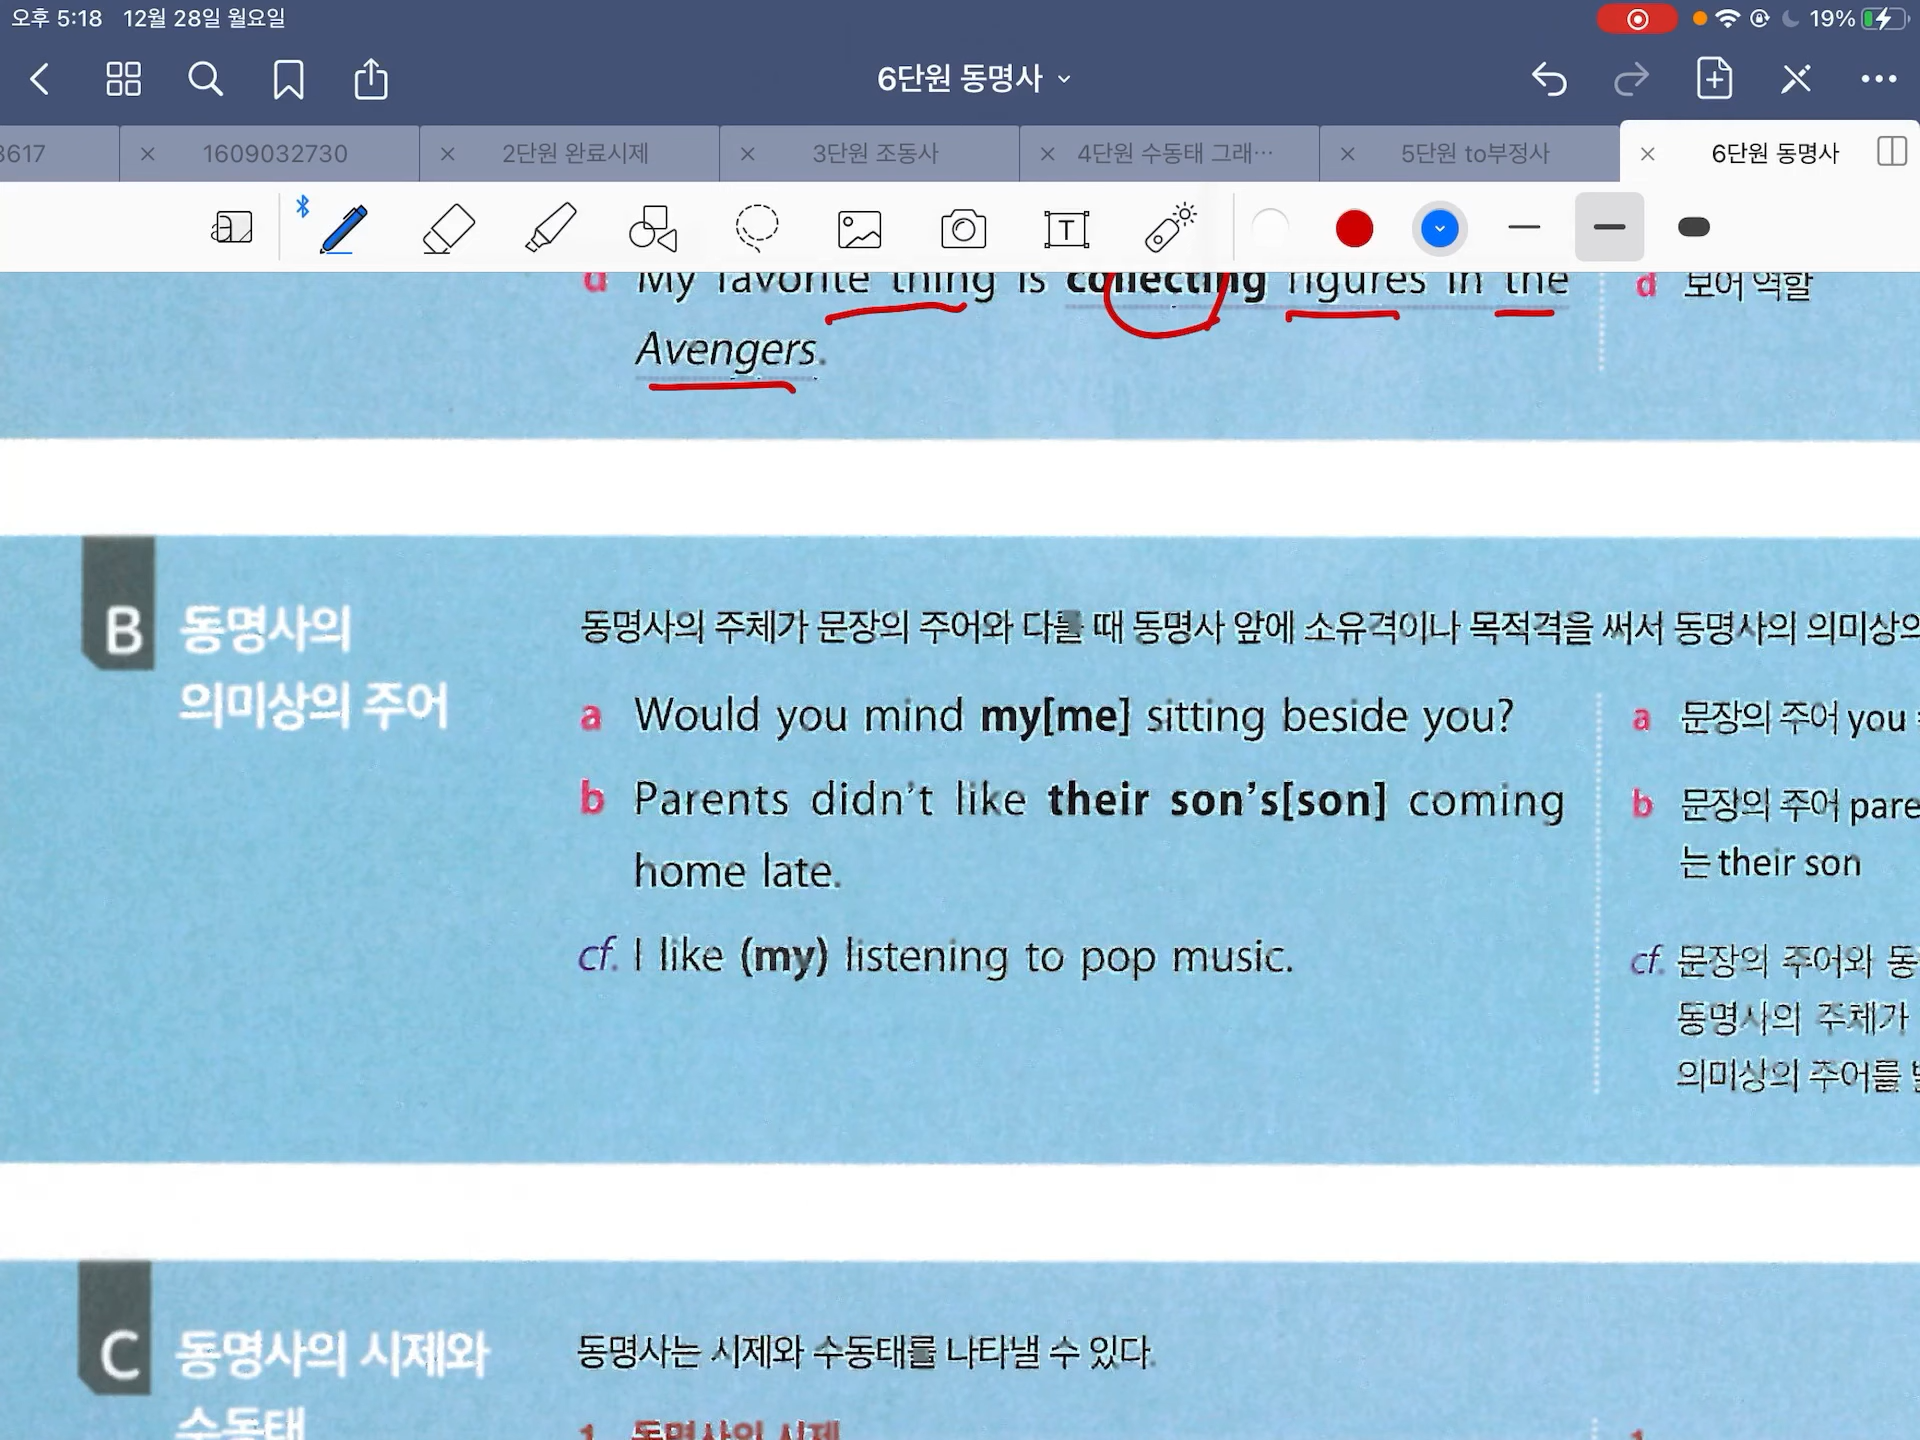 오후 5:18 12월 28일 월요일 19%
6단원 동명사
3617 1609032730 2단원 완료시제 3단원 조동사 4단원 수동태 그래… 5단원 to부정사 6단원 동명사
d My favorite thing is collecting figures in the d 보어 역할
Avengers.
B 동명사의
의미상의 주어
동명사의 주체가 문장의 주어와 다를 때 동명사 앞에 소유격이나 목적격을 써서 동명사의 의미상의
a Would you mind my[me] sitting beside you? a 문장의 주어 you
b Parents didn't like their son's[son] coming b 문장의 주어 pare
home late. 는 their son
cf. I like (my) listening to pop music. cf. 문장의 주어와 동
동명사의 주체가
의미상의 주어를
C 동명사의 시제와
수동태
동명사는 시제와 수동태를 나타낼 수 있다.
1 동명사의 시제